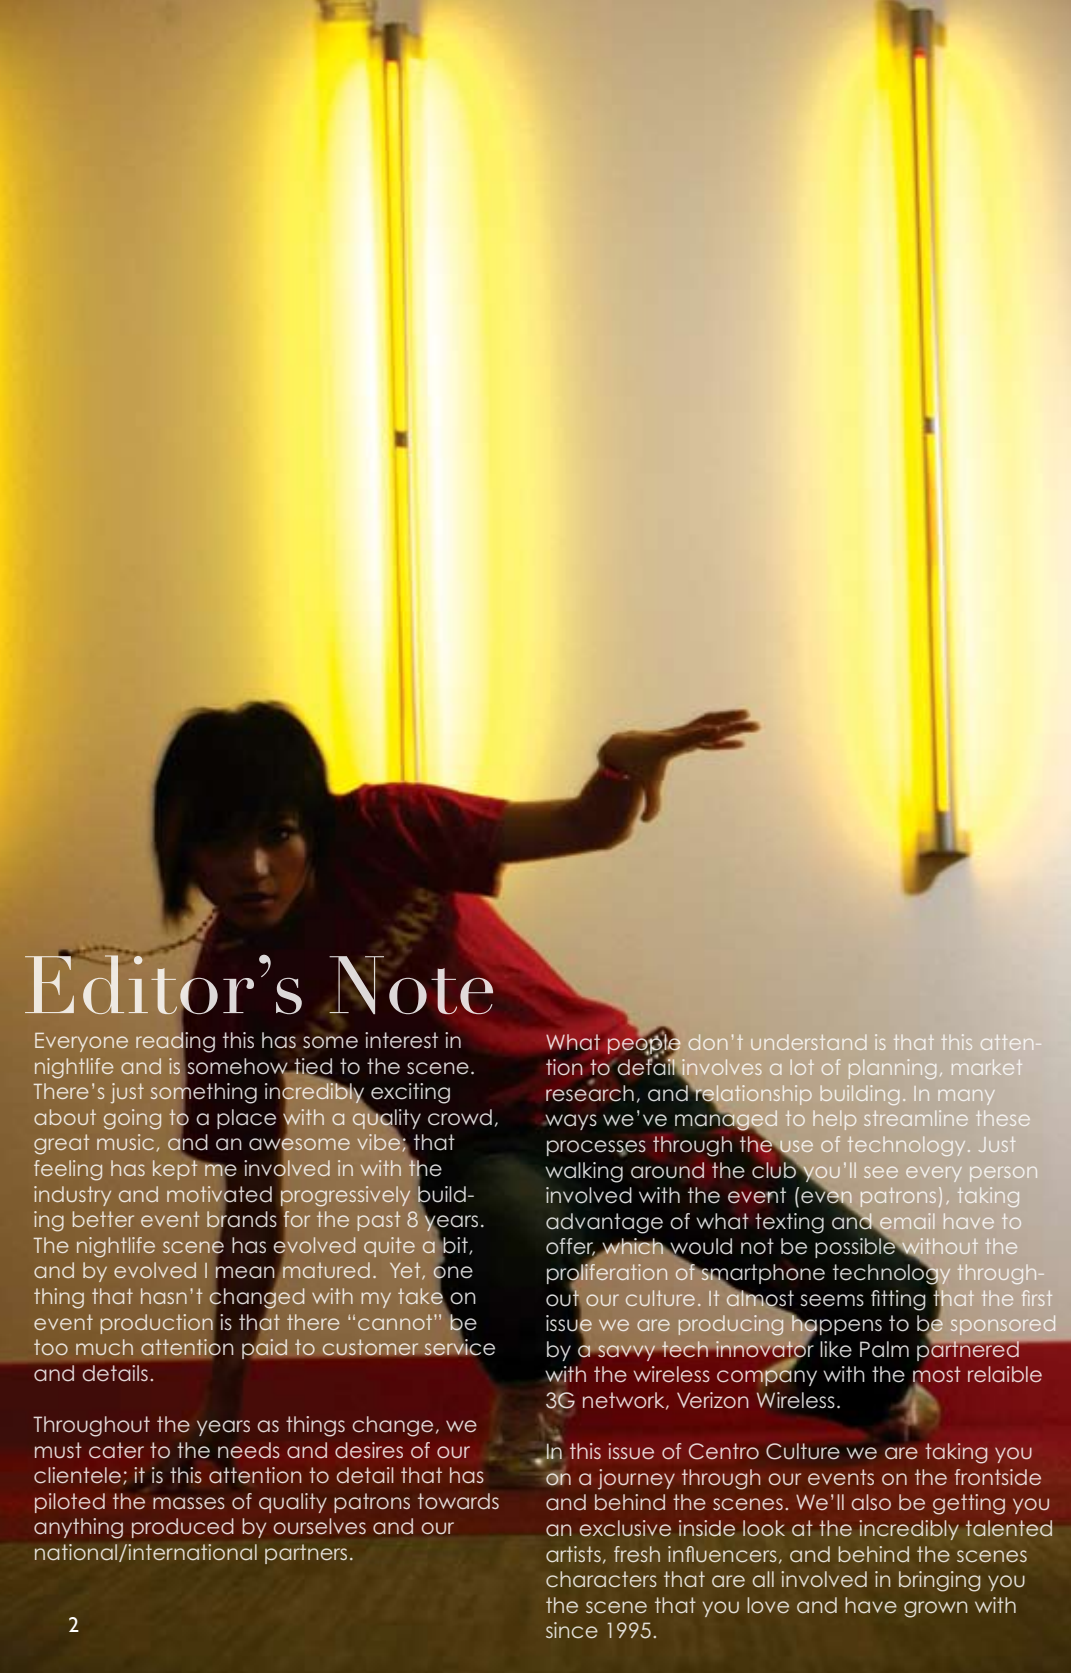 Editor’s Note
Everyone reading this has some interest in
nightlife and is somehow tied to the scene.
There’s just something incredibly exciting
about going to a place with a quality crowd,
great music, and an awesome vibe; that
feeling has kept me involved in with the
industry and motivated progressively build-
ing better event brands for the past 8 years.
The nightlife scene has evolved quite a bit,
and by evolved I mean matured.  Yet, one
thing that hasn’t changed with my take on
event production is that there “cannot” be
too much attention paid to customer service
and details.

Throughout the years as things change, we
must cater to the needs and desires of our
clientele; it is this attention to detail that has
piloted the masses of quality patrons towards
anything produced by ourselves and our
national/international partners.

What people don’t understand is that this atten-
tion to detail involves a lot of planning, market
research, and relationship building. In many
ways we’ve managed to help streamline these
processes through the use of technology. Just
walking around the club you’ll see every person
involved with the event (even patrons), taking
advantage of what texting and email have to
offer, which would not be possible without the
proliferation of smartphone technology through-
out our culture. It almost seems fitting that the first
issue we are producing happens to be sponsored
by a savvy tech innovator like Palm partnered
with the wireless company with the most relaible
3G network, Verizon Wireless.

In this issue of Centro Culture we are taking you
on a journey through our events on the frontside
and behind the scenes. We’ll also be getting you
an exclusive inside look at the incredibly talented
artists, fresh influencers, and behind the scenes
characters that are all involved in bringing you
the scene that you love and have grown with
since 1995.
2